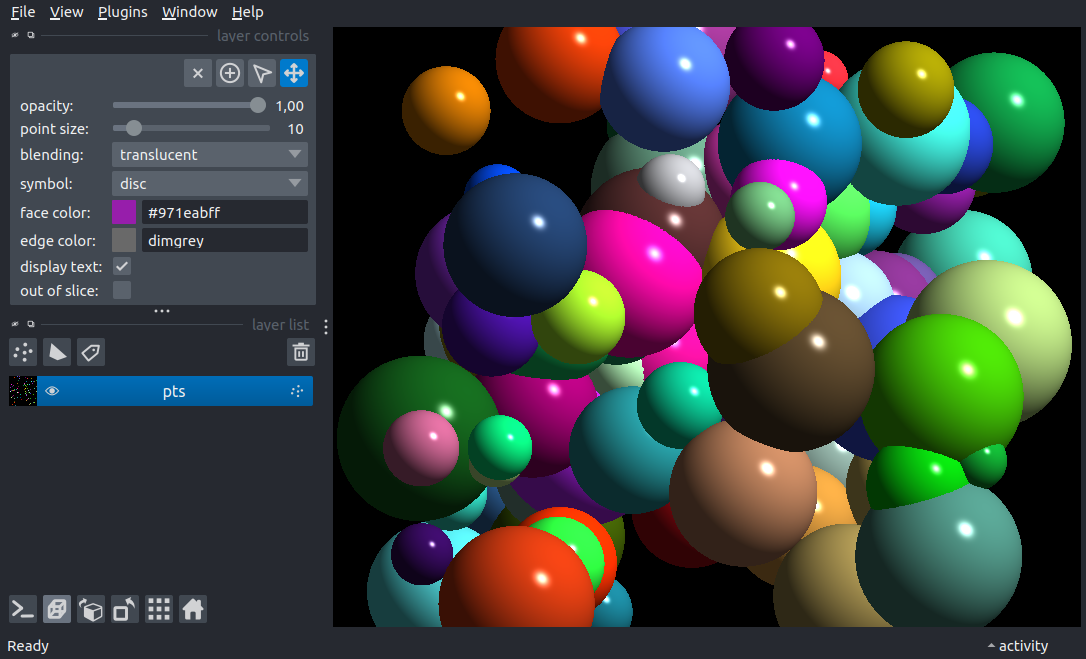 File View Plugins Window Help
layer controls
opacity: 1,00
point size: 10
blending: translucent
symbol: disc
face color: #971eabff
edge color: dimgrey
display text:
out of slice:
layer list
pts
Ready
activity